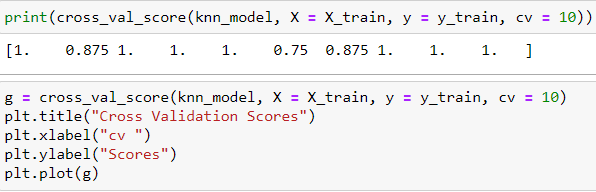 print(cross_val_score(knn_model, X = X_train, y = y_train, cv = 10))
[1.    0.875 1.    1.    1.    0.75  0.875 1.    1.    1.   ]
g = cross_val_score(knn_model, X = X_train, y = y_train, cv = 10)
plt.title("Cross Validation Scores")
plt.xlabel("cv ")
plt.ylabel("Scores")
plt.plot(g)